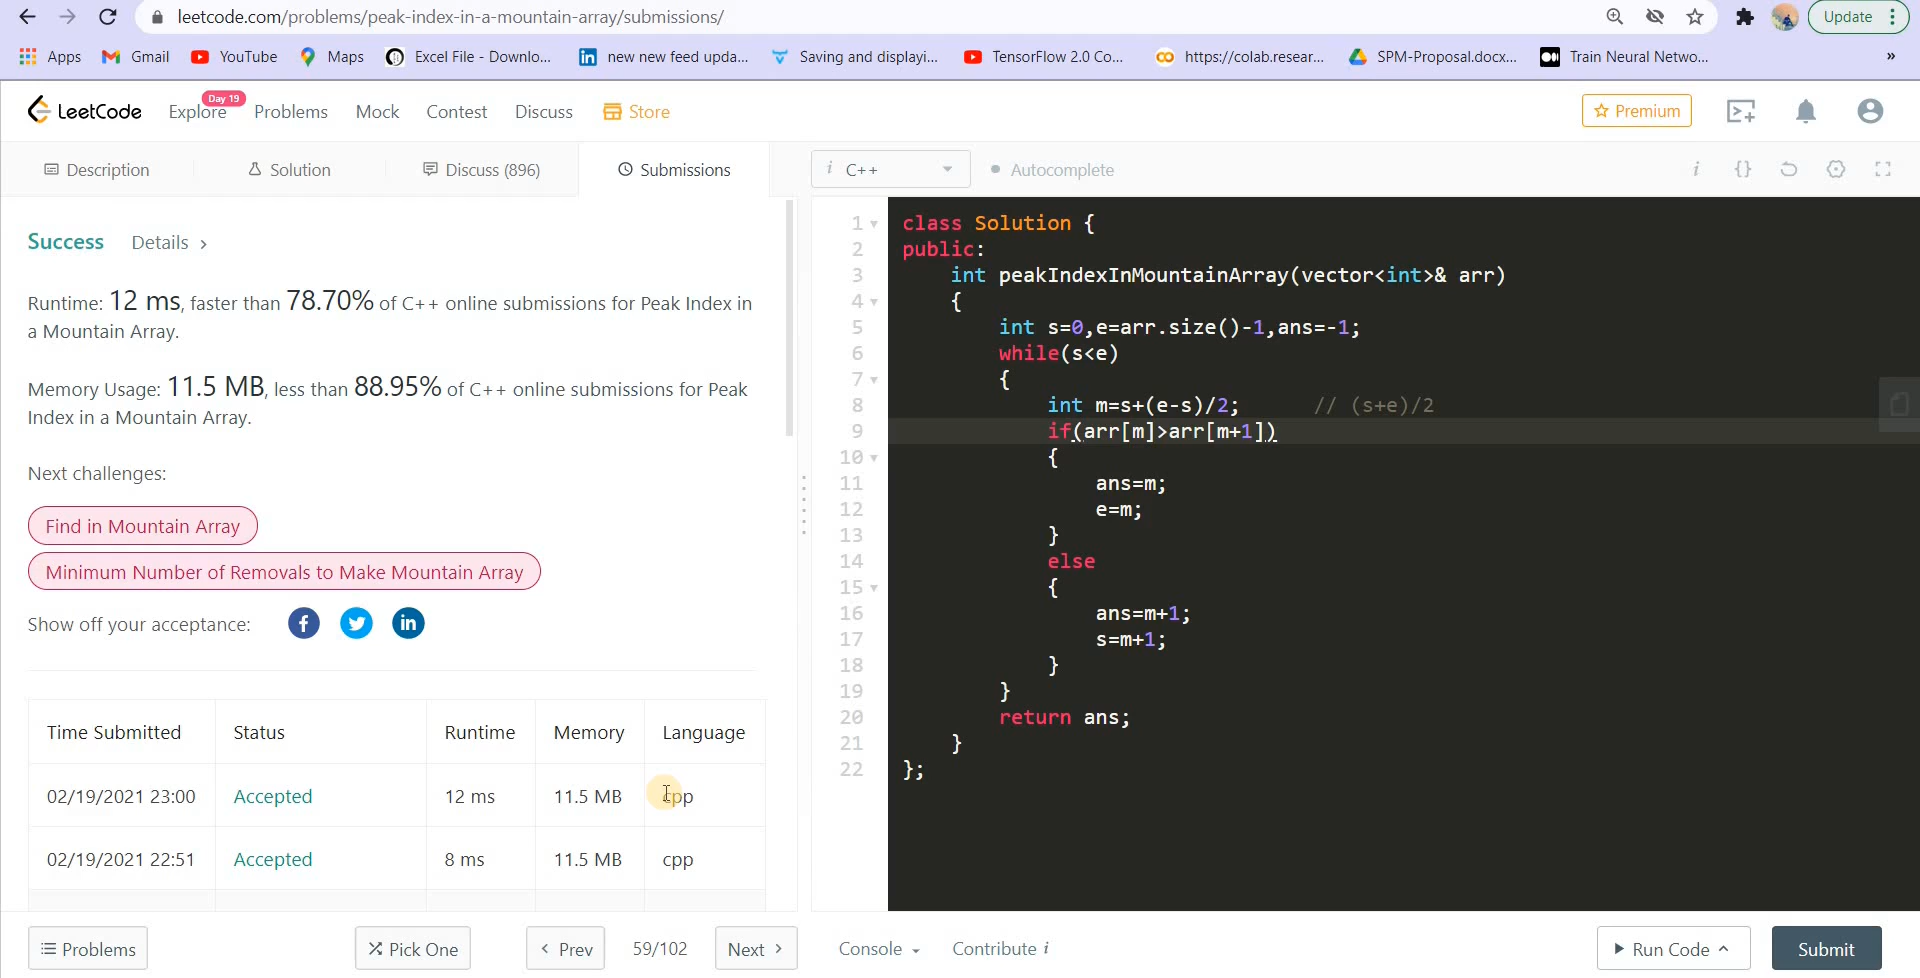 leetcode.com/problems/peak-index-in-a-mountain-array/submissions/
Update
Apps Gmail YouTube Maps Excel File - Downlo... new new feed upda... Saving and displayi... TensorFlow 2.0 Co... https://colab.resear... SPM-Proposal.docx... Train Neural Netwo... »
LeetCode Explore Day 19 Problems Mock Contest Discuss Store Premium
Description Solution Discuss (896) Submissions
i C++ Autocomplete i {}
Success Details >
Runtime: 12 ms, faster than 78.70% of C++ online submissions for Peak Index in
a Mountain Array.
Memory Usage: 11.5 MB, less than 88.95% of C++ online submissions for Peak
Index in a Mountain Array.
Next challenges:
Find in Mountain Array
Minimum Number of Removals to Make Mountain Array
Show off your acceptance:
Time Submitted Status Runtime Memory Language
02/19/2021 23:00 Accepted 12 ms 11.5 MB cpp
02/19/2021 22:51 Accepted 8 ms 11.5 MB cpp
1 class Solution {
2 public:
3 int peakIndexInMountainArray(vector<int>& arr)
4 {
5 int s=0,e=arr.size()-1,ans=-1;
6 while(s<e)
7 {
8 int m=s+(e-s)/2; // (s+e)/2
9 if(arr[m]>arr[m+1])
10 {
11 ans=m;
12 e=m;
13 }
14 else
15 {
16 ans=m+1;
17 s=m+1;
18 }
19 }
20 return ans;
21 }
22 };
Problems Pick One < Prev 59/102 Next > Console Contribute i Run Code Submit